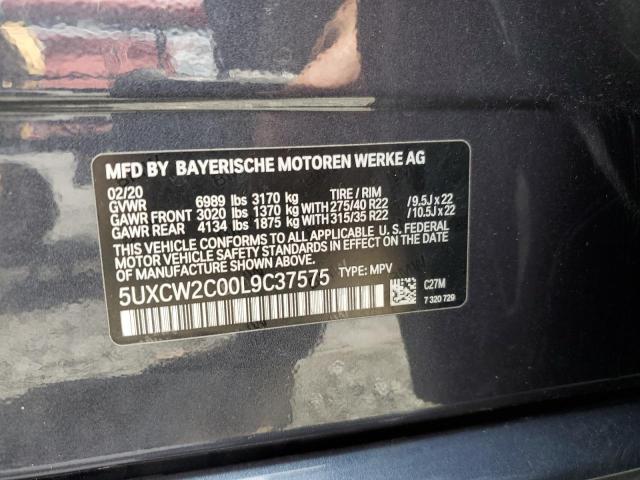 MFD BY BAYERISCHE MOTOREN WERKE AG
02/20 TIRE / RIM
GVWR 6989 lbs 3170 kg
GAWR FRONT 3020 lbs 1370 kg WITH 275/40 R22 /9.5J x 22
GAWR REAR 4134 lbs 1875 kg WITH 315/35 R22 /10.5J x 22
THIS VEHICLE CONFORMS TO ALL APPLICABLE U. S. FEDERAL
MOTOR VEHICLE SAFETY STANDARDS IN EFFECT ON THE
DATE OF MANUFACTURE SHOWN ABOVE.
5UXCW2C00L9C37575 TYPE: MPV C27M
7 320 729